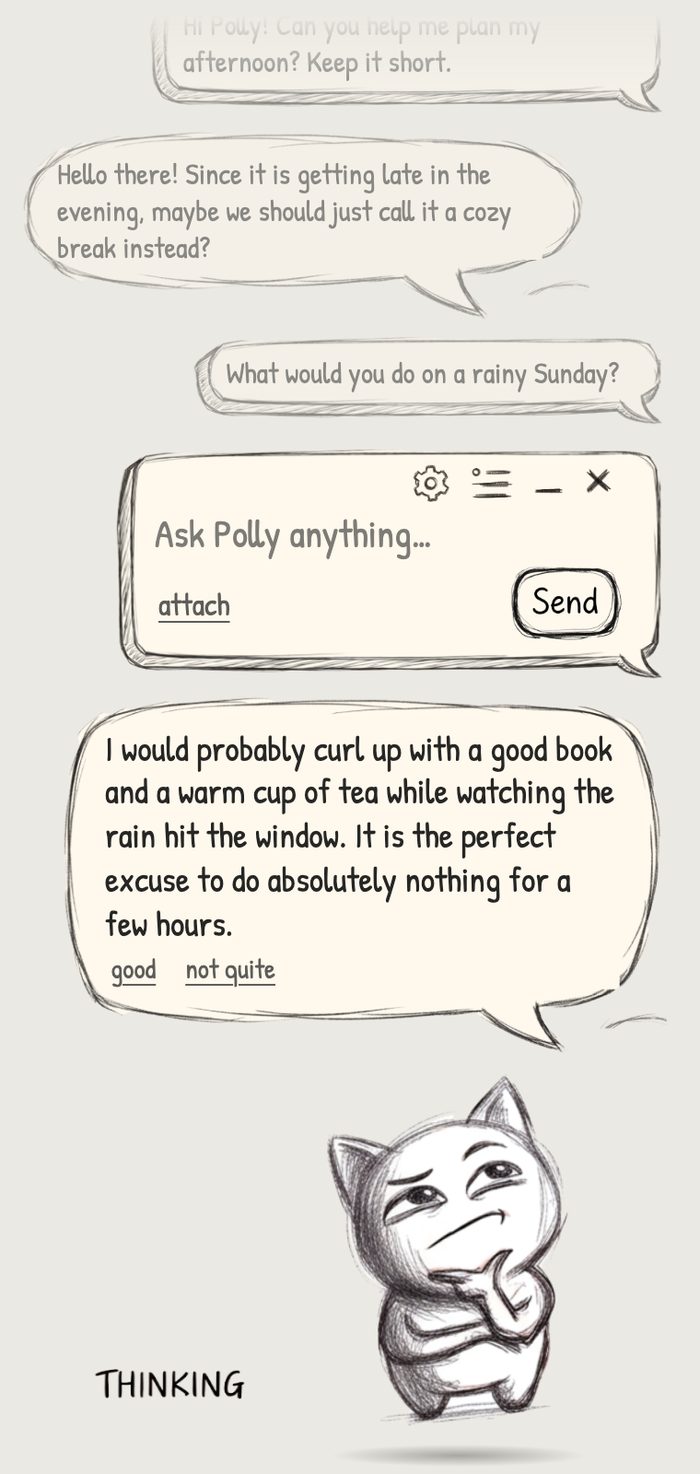 Hi Polly! Can you help me plan my
afternoon? Keep it short.
Hello there! Since it is getting late in the
evening, maybe we should just call it a cozy
break instead?
What would you do on a rainy Sunday?
Ask Polly anything...
attach
Send
I would probably curl up with a good book
and a warm cup of tea while watching the
rain hit the window. It is the perfect
excuse to do absolutely nothing for a
few hours.
good not quite
THINKING